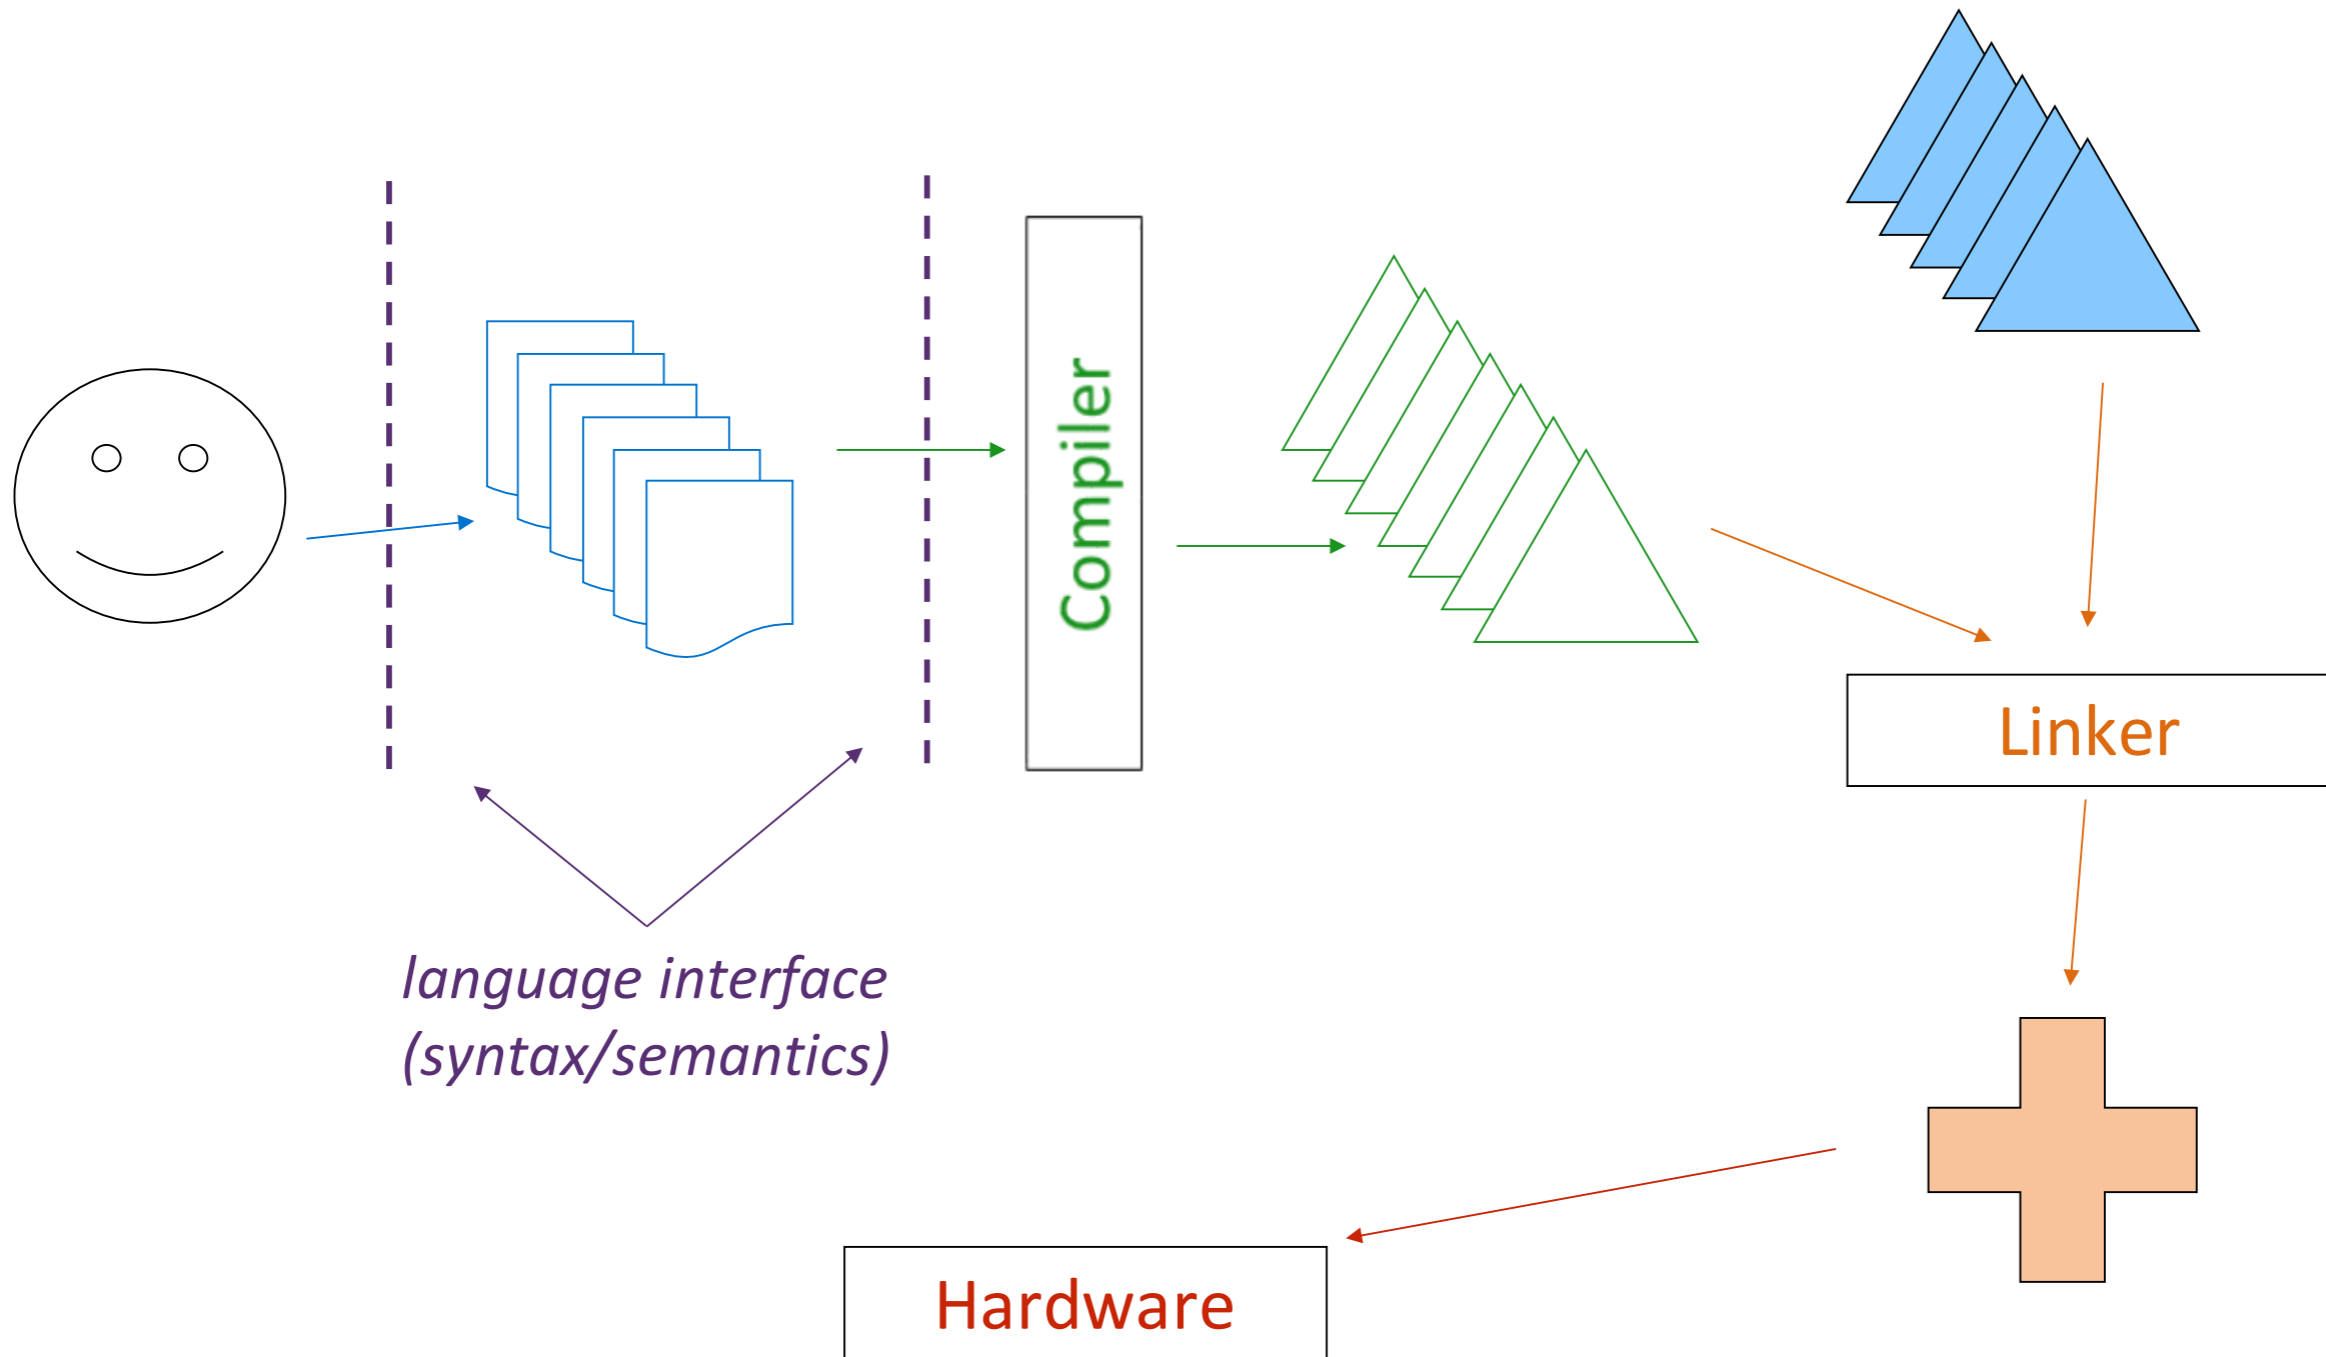 Compiler
Linker
language interface
(syntax/semantics)
Hardware